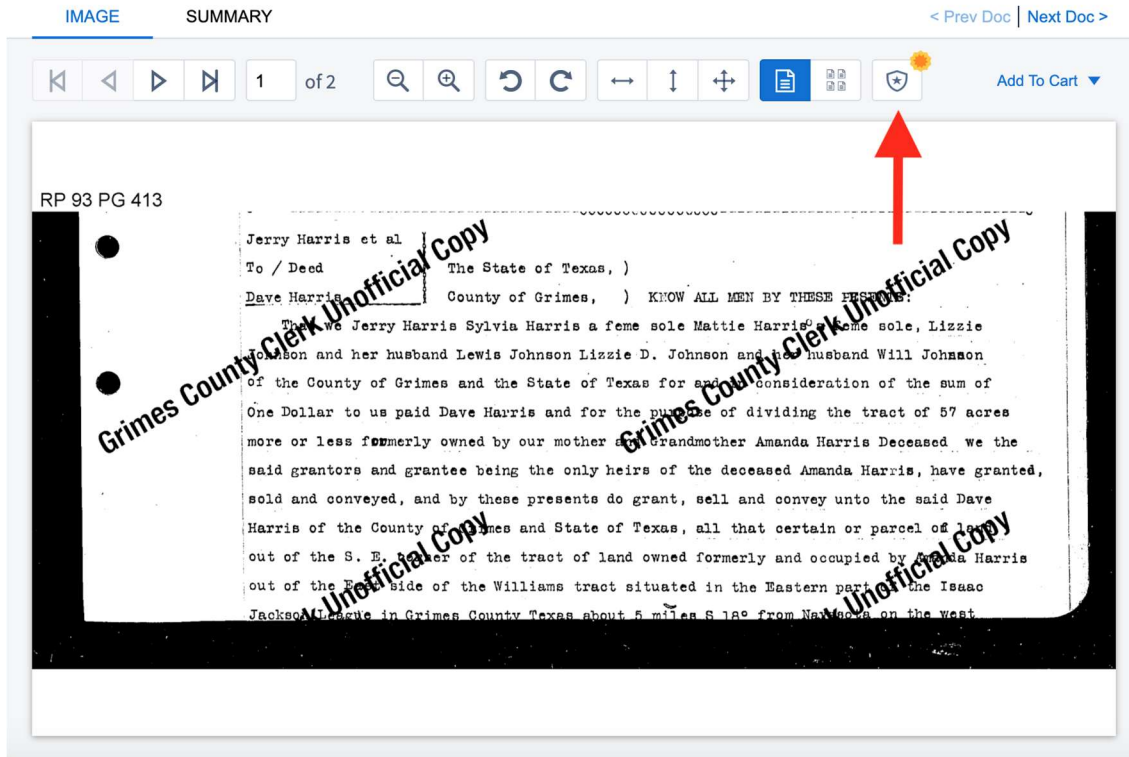 IMAGE SUMMARY < Prev Doc | Next Doc >
1 of 2 Add To Cart
RP 93 PG 413
Jerry Harris et al
To / Deed The State of Texas, )
Dave Harris County of Grimes, ) KNOW ALL MEN BY THESE PRESENTS:
That we Jerry Harris Sylvia Harris a feme sole Mattie Harris a feme sole, Lizzie
Johnson and her husband Lewis Johnson Lizzie D. Johnson and her husband Will Johnson
of the County of Grimes and the State of Texas for and in consideration of the sum of
One Dollar to us paid Dave Harris and for the purpose of dividing the tract of 57 acres
more or less formerly owned by our mother and Grandmother Amanda Harris Deceased we the
said grantors and grantee being the only heirs of the deceased Amanda Harris, have granted,
sold and conveyed, and by these presents do grant, sell and convey unto the said Dave
Harris of the County of Grimes and State of Texas, all that certain or parcel of land
out of the S. E. corner of the tract of land owned formerly and occupied by Amanda Harris
out of the East side of the Williams tract situated in the Eastern part of the Isaac
Jackson League in Grimes County Texas about 5 miles S 18° from Navasota on the west
Grimes County Clerk Unofficial Copy
Grimes County Clerk Unofficial Copy
Unofficial Copy
Unofficial Copy